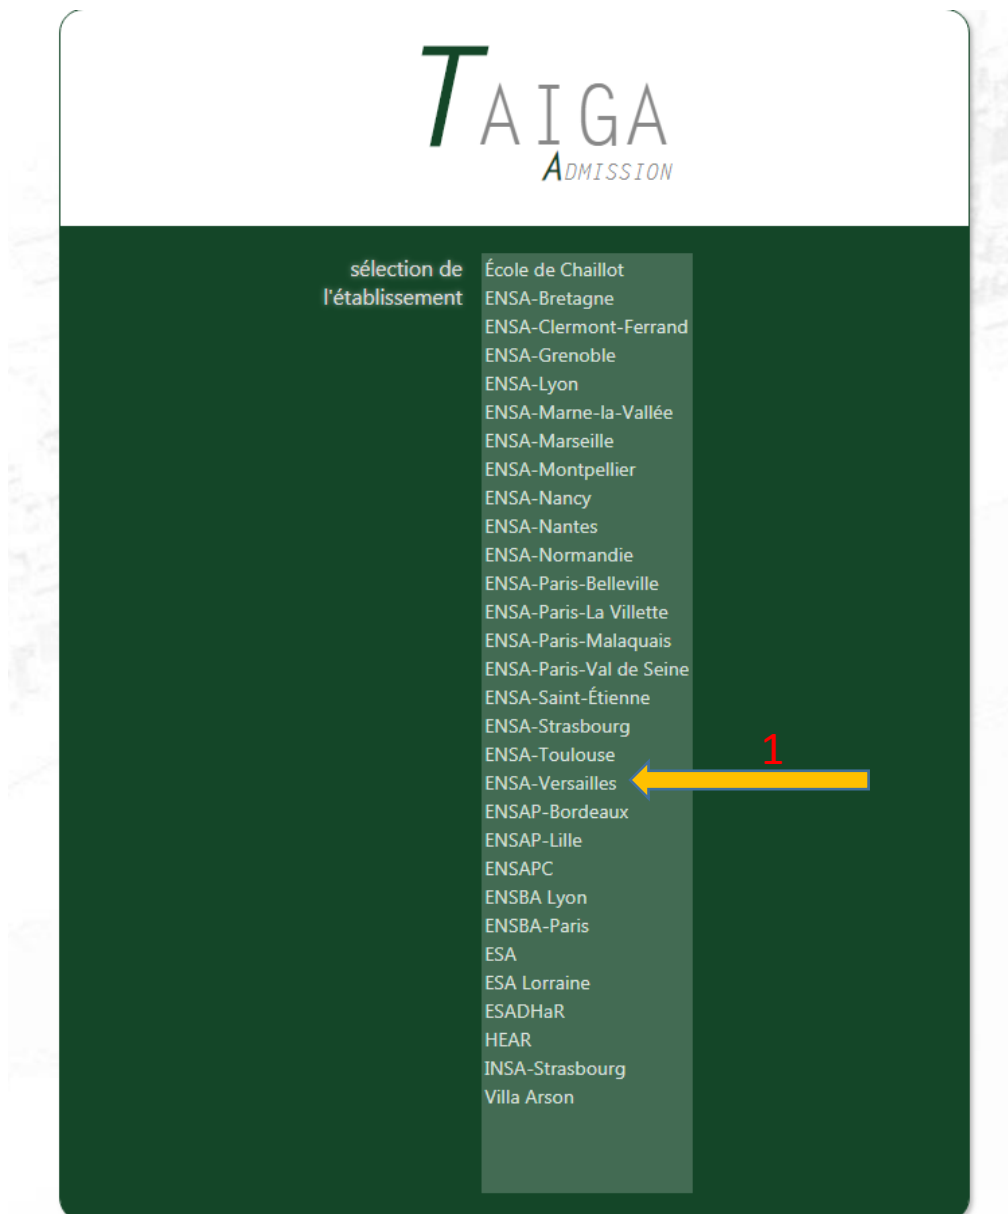 TAIGA
ADMISSION
sélection de
l'établissement
École de Chaillot
ENSA-Bretagne
ENSA-Clermont-Ferrand
ENSA-Grenoble
ENSA-Lyon
ENSA-Marne-la-Vallée
ENSA-Marseille
ENSA-Montpellier
ENSA-Nancy
ENSA-Nantes
ENSA-Normandie
ENSA-Paris-Belleville
ENSA-Paris-La Villette
ENSA-Paris-Malaquais
ENSA-Paris-Val de Seine
ENSA-Saint-Étienne
ENSA-Strasbourg
ENSA-Toulouse
1
ENSA-Versailles
ENSAP-Bordeaux
ENSAP-Lille
ENSAPC
ENSBA Lyon
ENSBA-Paris
ESA
ESA Lorraine
ESADHaR
HEAR
INSA-Strasbourg
Villa Arson